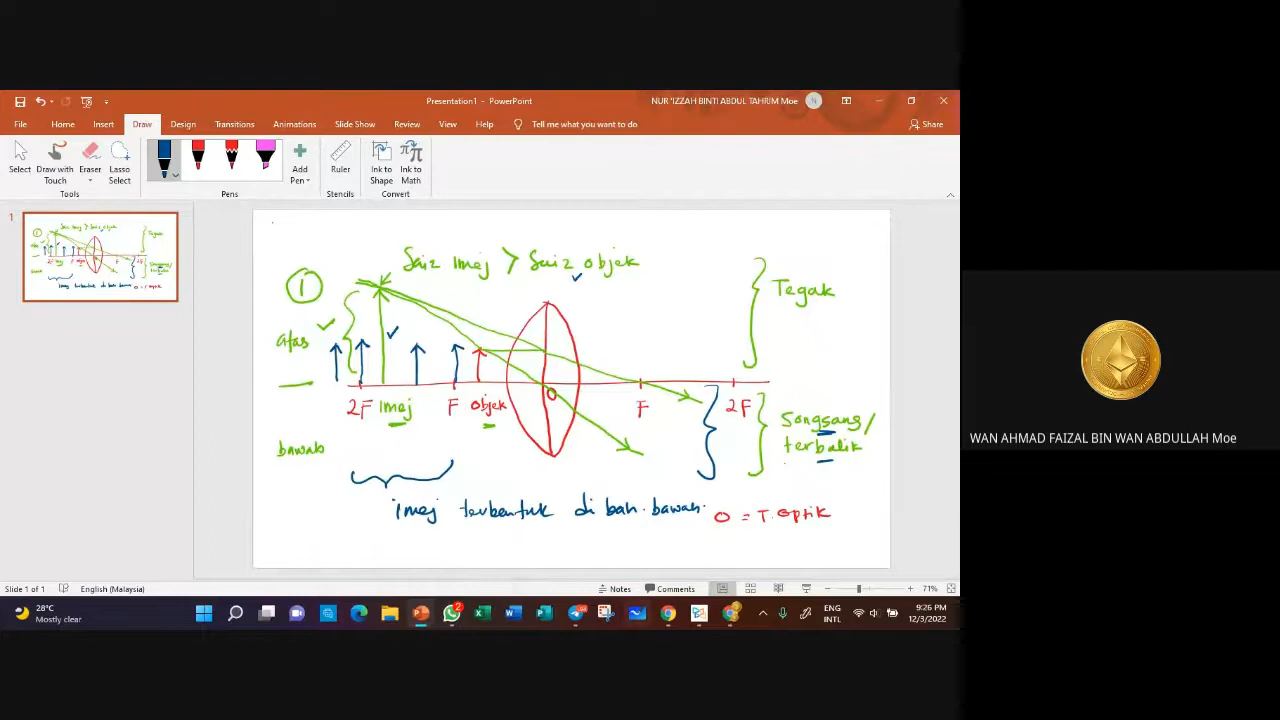 Presentation1 - PowerPoint
NUR 'IZZAH BINTI ABDUL TAHRIM Moe
N
File Home Insert Draw Design Transitions Animations Slide Show Review View Help Tell me what you want to do
Share
Select
Draw with Touch
Eraser
Lasso Select
Ruler
Add Pen
Ink to Shape
Ink to Math
Tools
Pens
Stencils
Convert
1
Saiz Imej > Saiz objek
1
Tegak
atas
2F Imej F objek O F 2F
Songsang/
terbalik
bawah
imej terbentuk di bah. bawah.
O = T. optik
WAN AHMAD FAIZAL BIN WAN ABDULLAH Moe
Slide 1 of 1
English (Malaysia)
Notes
Comments
71%
28°C
Mostly clear
2
ENG
INTL
9:26 PM
12/3/2022